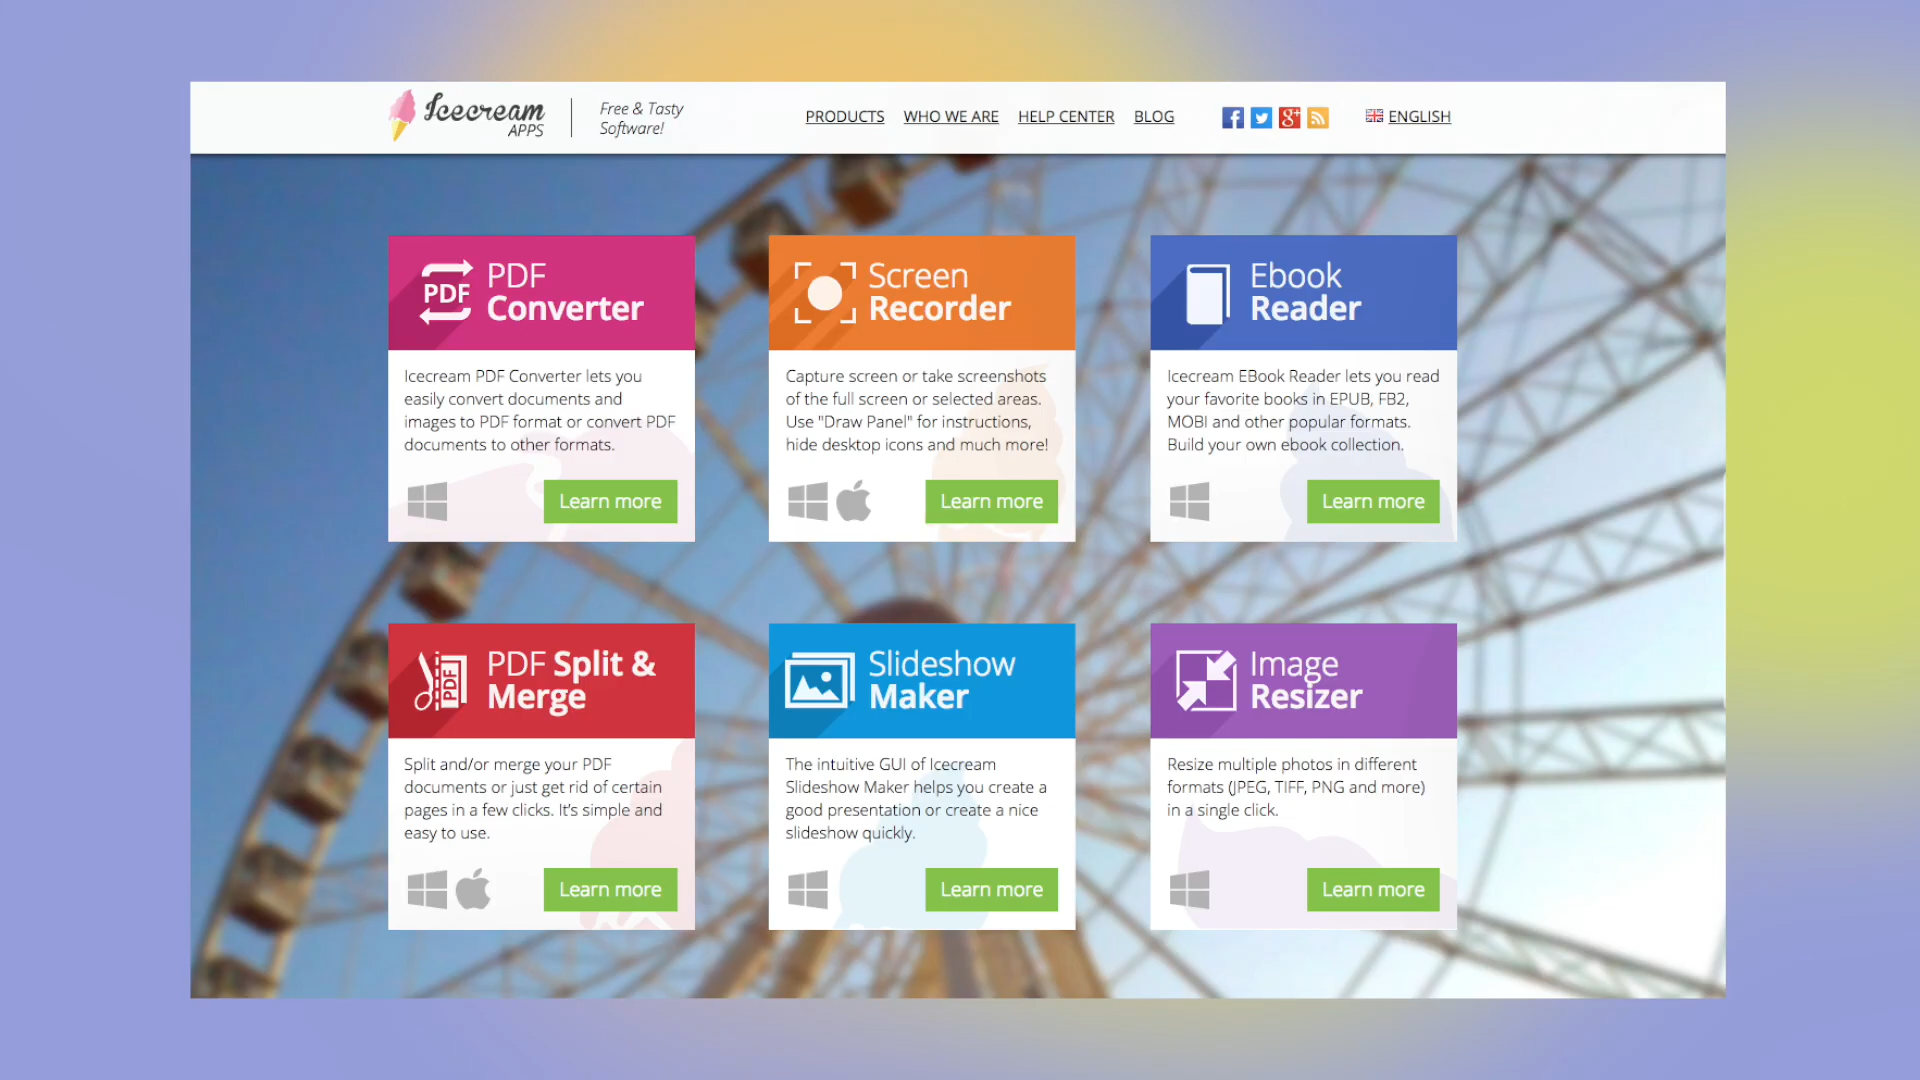 Icecream
APPS
Free & Tasty
Software!
PRODUCTS WHO WE ARE HELP CENTER BLOG
ENGLISH
PDF
PDF
Converter
Icecream PDF Converter lets you
easily convert documents and
images to PDF format or convert PDF
documents to other formats.
Learn more
Screen
Recorder
Capture screen or take screenshots
of the full screen or selected areas.
Use "Draw Panel" for instructions,
hide desktop icons and much more!
Learn more
Ebook
Reader
Icecream EBook Reader lets you read
your favorite books in EPUB, FB2,
MOBI and other popular formats.
Build your own ebook collection.
Learn more
PDF
PDF Split &
Merge
Split and/or merge your PDF
documents or just get rid of certain
pages in a few clicks. It's simple and
easy to use.
Learn more
Slideshow
Maker
The intuitive GUI of Icecream
Slideshow Maker helps you create a
good presentation or create a nice
slideshow quickly.
Learn more
Image
Resizer
Resize multiple photos in different
formats (JPEG, TIFF, PNG and more)
in a single click.
Learn more